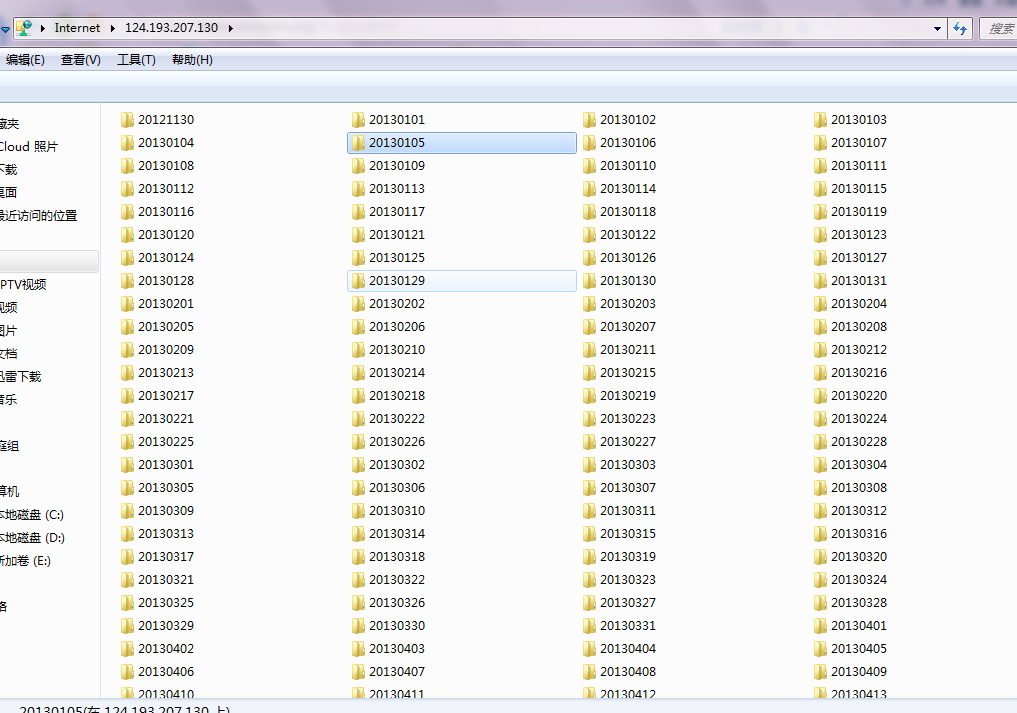 Internet 124.193.207.130 搜索
编辑(E) 查看(V) 工具(T) 帮助(H)
藏夹
Cloud 照片
下载
桌面
最近访问的位置
PTV视频
视频
图片
文档
迅雷下载
音乐
庭组
算机
本地磁盘 (C:)
本地磁盘 (D:)
新加卷 (E:)
络
20121130 20130101 20130102 20130103
20130104 20130105 20130106 20130107
20130108 20130109 20130110 20130111
20130112 20130113 20130114 20130115
20130116 20130117 20130118 20130119
20130120 20130121 20130122 20130123
20130124 20130125 20130126 20130127
20130128 20130129 20130130 20130131
20130201 20130202 20130203 20130204
20130205 20130206 20130207 20130208
20130209 20130210 20130211 20130212
20130213 20130214 20130215 20130216
20130217 20130218 20130219 20130220
20130221 20130222 20130223 20130224
20130225 20130226 20130227 20130228
20130301 20130302 20130303 20130304
20130305 20130306 20130307 20130308
20130309 20130310 20130311 20130312
20130313 20130314 20130315 20130316
20130317 20130318 20130319 20130320
20130321 20130322 20130323 20130324
20130325 20130326 20130327 20130328
20130329 20130330 20130331 20130401
20130402 20130403 20130404 20130405
20130406 20130407 20130408 20130409
20130410 20130411 20130412 20130413
20130105(在 124.193.207.130 上)